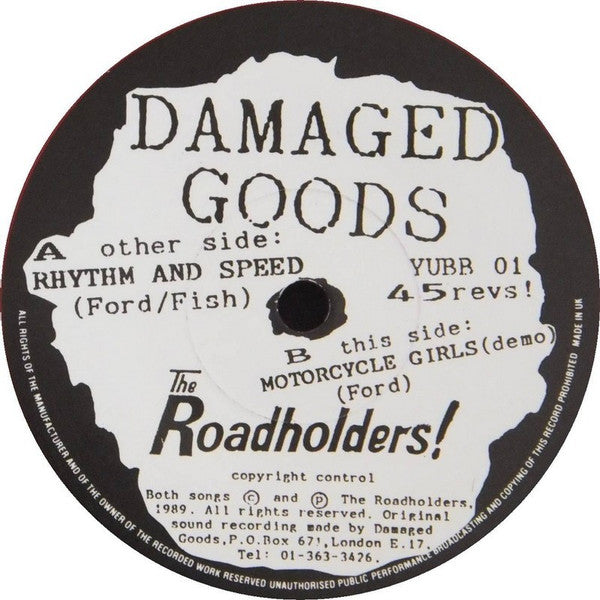 DAMAGED
GOODS
A other side:
RHYTHM AND SPEED
(Ford/Fish)
YUBB 01
45revs!
B this side:
MOTORCYCLE GIRLS(demo)
(Ford)
The
Roadholders!
copyright control
Both songs © and ℗ The Roadholders,
1989. All rights reserved. Original
sound recording made by Damaged
Goods,P.O.Box 671,London E.17.
Tel: 01-363-3426.
ALL RIGHTS OF THE MANUFACTURER AND OF THE OWNER OF THE RECORDED WORK RESERVED UNAUTHORISED PUBLIC PERFORMANCE BROADCASTING AND COPYING OF THIS RECORD PROHIBITED MADE IN UK